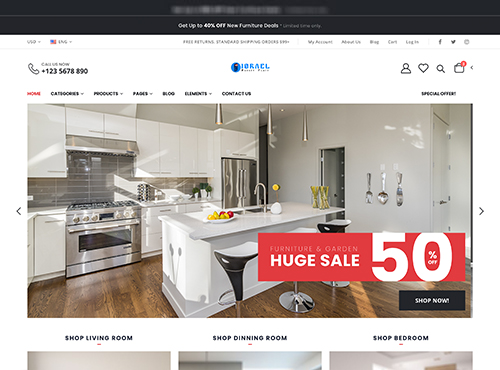 Get Up to 40% OFF New Furniture Deals * Limited time only.
USD ENG FREE RETURNS. STANDARD SHIPPING ORDERS $99+ My Account About Us Blog Cart Log In
CALL US NOW
+123 5678 890
HOME CATEGORIES PRODUCTS PAGES BLOG ELEMENTS CONTACT US SPECIAL OFFER!
FURNITURE & GARDEN
HUGE SALE 50% OFF
SHOP NOW!
SHOP LIVING ROOM SHOP DINNING ROOM SHOP BEDROOM